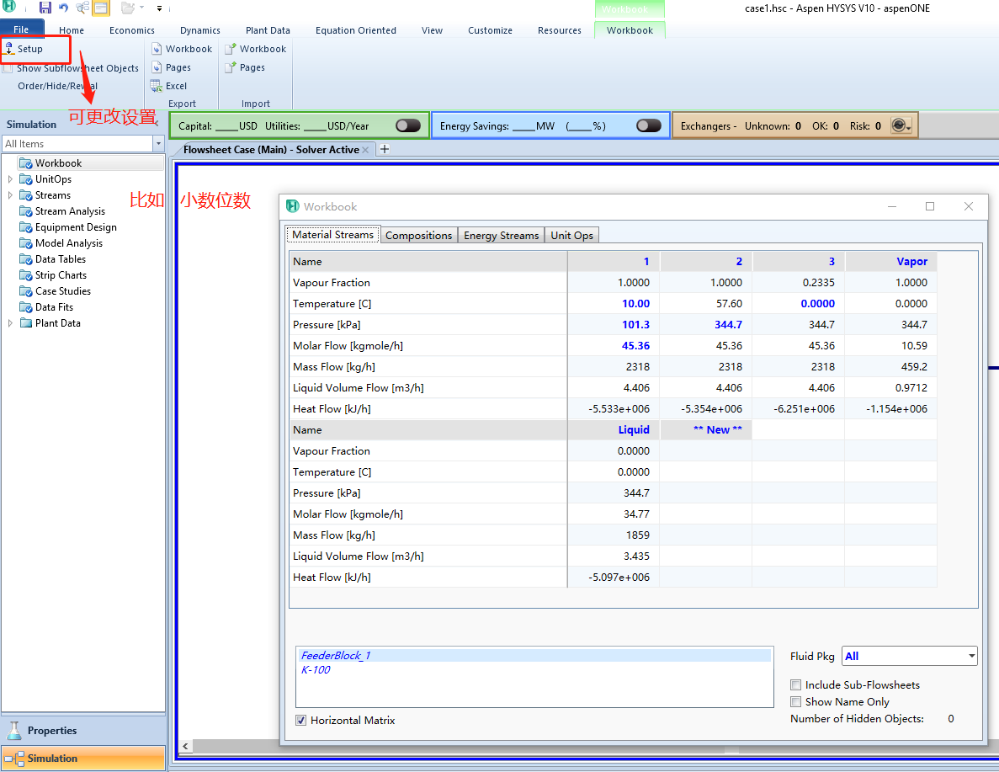 Workbook case1.hsc - Aspen HYSYS V10 - aspenONE
File Home Economics Dynamics Plant Data Equation Oriented View Customize Resources Workbook
Setup Workbook Workbook
Show Subflowsheet Objects Pages Pages
Order/Hide/Reveal Excel
Export Import
可更改设置
Simulation Capital: ____USD Utilities: ____USD/Year Energy Savings: ____MW (____%) Exchangers - Unknown: 0 OK: 0 Risk: 0
All Items
Flowsheet Case (Main) - Solver Active
Workbook
UnitOps
Streams
Stream Analysis
Equipment Design
Model Analysis
Data Tables
Strip Charts
Case Studies
Data Fits
Plant Data
比如 小数位数
Workbook
Material Streams Compositions Energy Streams Unit Ops
Name 1 2 3 Vapor
Vapour Fraction 1.0000 1.0000 0.2335 1.0000
Temperature [C] 10.00 57.60 0.0000 0.0000
Pressure [kPa] 101.3 344.7 344.7 344.7
Molar Flow [kgmole/h] 45.36 45.36 45.36 10.59
Mass Flow [kg/h] 2318 2318 2318 459.2
Liquid Volume Flow [m3/h] 4.406 4.406 4.406 0.9712
Heat Flow [kJ/h] -5.533e+006 -5.354e+006 -6.251e+006 -1.154e+006
Name Liquid ** New **
Vapour Fraction 0.0000
Temperature [C] 0.0000
Pressure [kPa] 344.7
Molar Flow [kgmole/h] 34.77
Mass Flow [kg/h] 1859
Liquid Volume Flow [m3/h] 3.435
Heat Flow [kJ/h] -5.097e+006
FeederBlock_1
K-100
Fluid Pkg All
Include Sub-Flowsheets
Show Name Only
Number of Hidden Objects: 0
Horizontal Matrix
Properties
Simulation